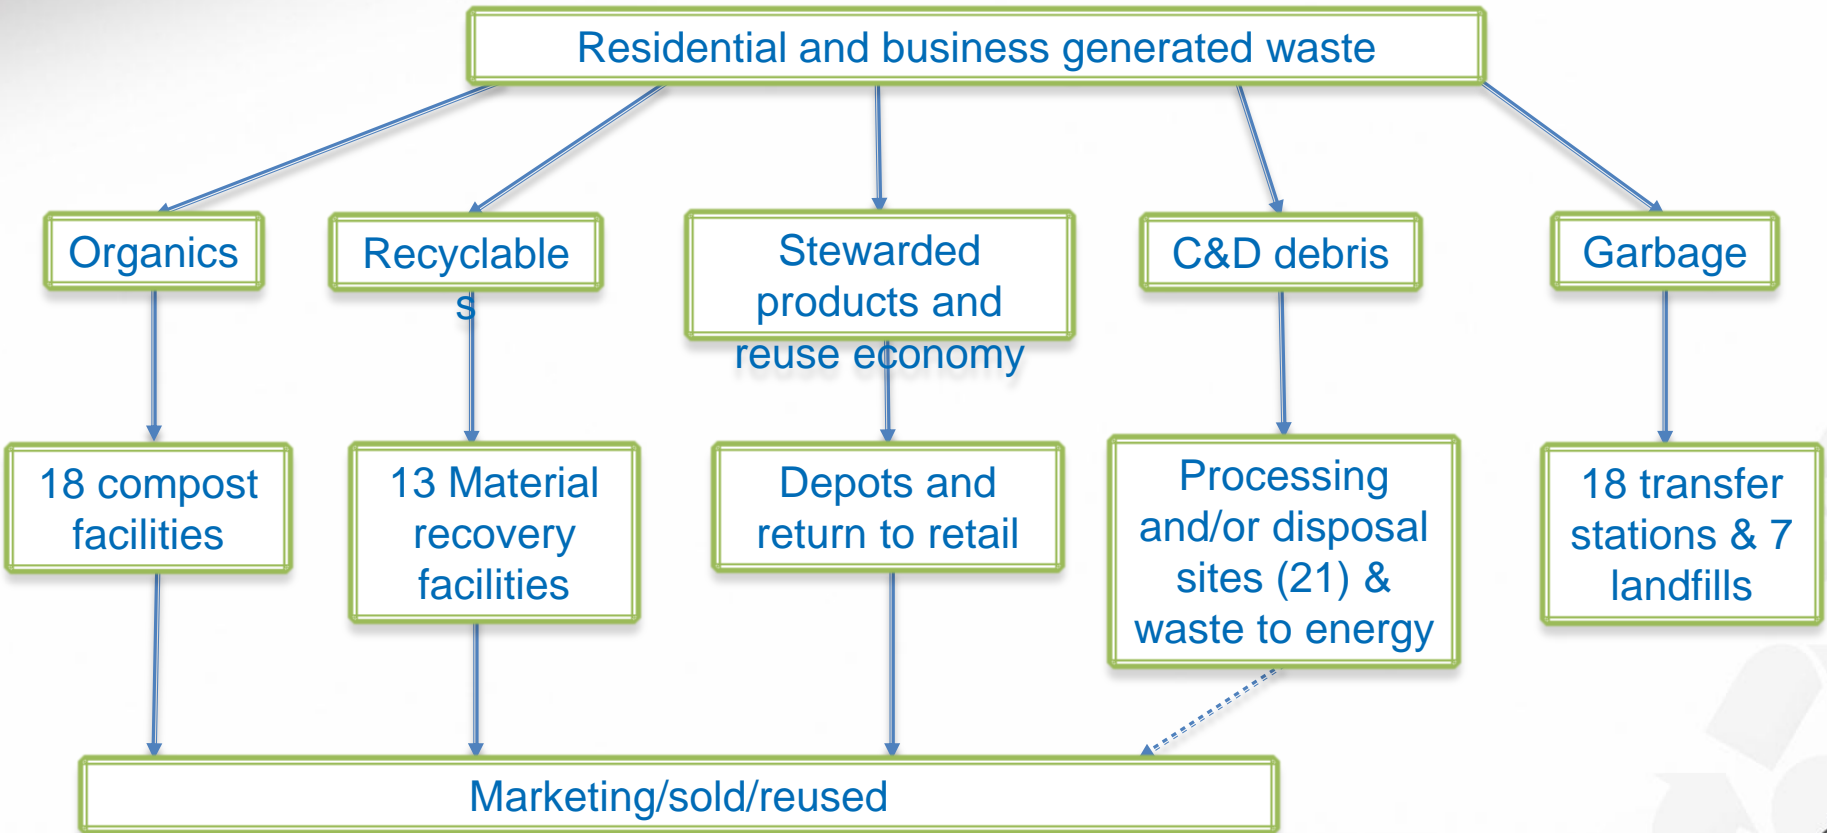 Residential and business generated waste
Organics
Recyclable
s
Stewarded
products and
reuse economy
C&D debris
Garbage
18 compost
facilities
13 Material
recovery
facilities
Depots and
return to retail
Processing
and/or disposal
sites (21) &
waste to energy
18 transfer
stations & 7
landfills
Marketing/sold/reused